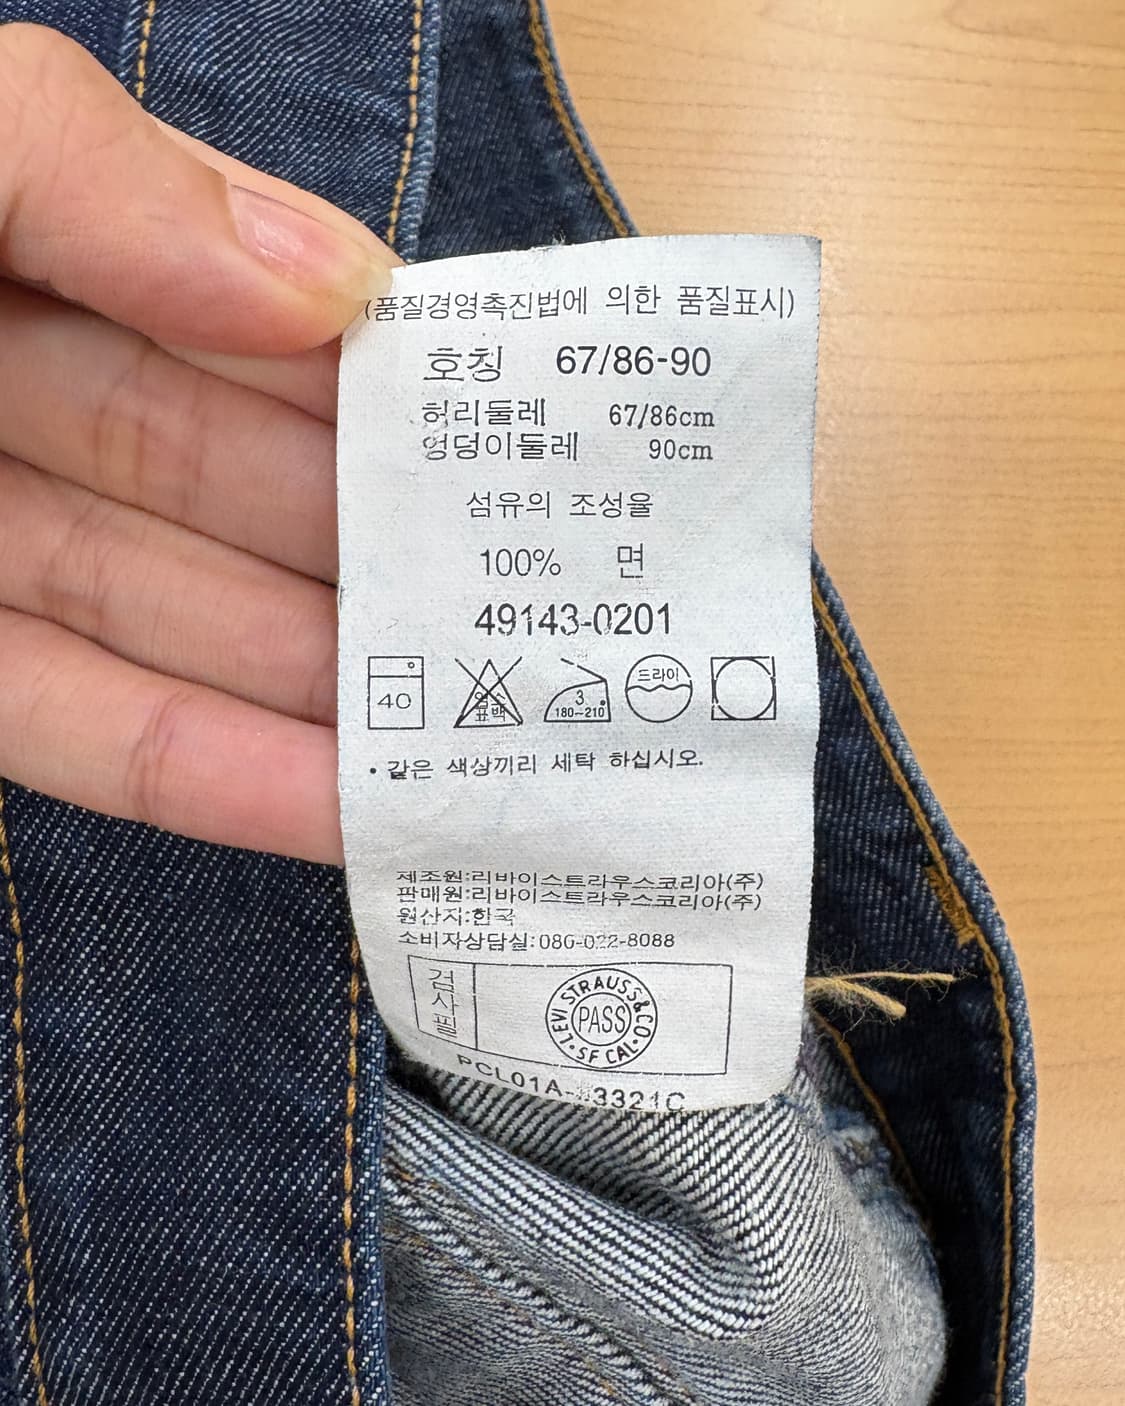 (품질경영촉진법에 의한 품질표시)
호칭 67/86-90
허리둘레 67/86cm
엉덩이둘레 90cm
섬유의 조성율
100% 면
49143-0201
40
염소
표백
3
180~210
드라이
• 같은 색상끼리 세탁 하십시오.
제조원:리바이스트라우스코리아(주)
판매원:리바이스트라우스코리아(주)
원산지:한국
소비자상담실:080-022-8088
검사필
LEVI STRAUSS & CO.
PASS
SF CAL